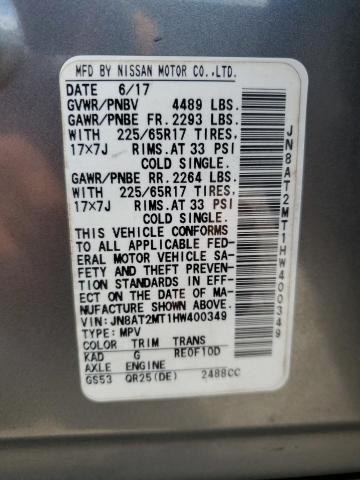 MFD BY NISSAN MOTOR CO.,LTD.
DATE 6/17
GVWR/PNBV 4489 LBS.
GAWR/PNBE FR. 2293 LBS.
WITH 225/65R17 TIRES,
17×7J RIMS.AT 33 PSI
COLD SINGLE.
GAWR/PNBE RR. 2264 LBS.
WITH 225/65R17 TIRES,
17×7J RIMS.AT 33 PSI
COLD SINGLE.
THIS VEHICLE CONFORMS
TO ALL APPLICABLE FED-
ERAL MOTOR VEHICLE SA-
FETY AND THEFT PREVEN-
TION STANDARDS IN EFF-
ECT ON THE DATE OF MA-
NUFACTURE SHOWN ABOVE.
VIN:JN8AT2MT1HW400349
TYPE: MPV
COLOR TRIM TRANS
KAD G RE0F10D
AXLE ENGINE
GS53 QR25(DE) 2488CC
JN8AT2MT1HW400349